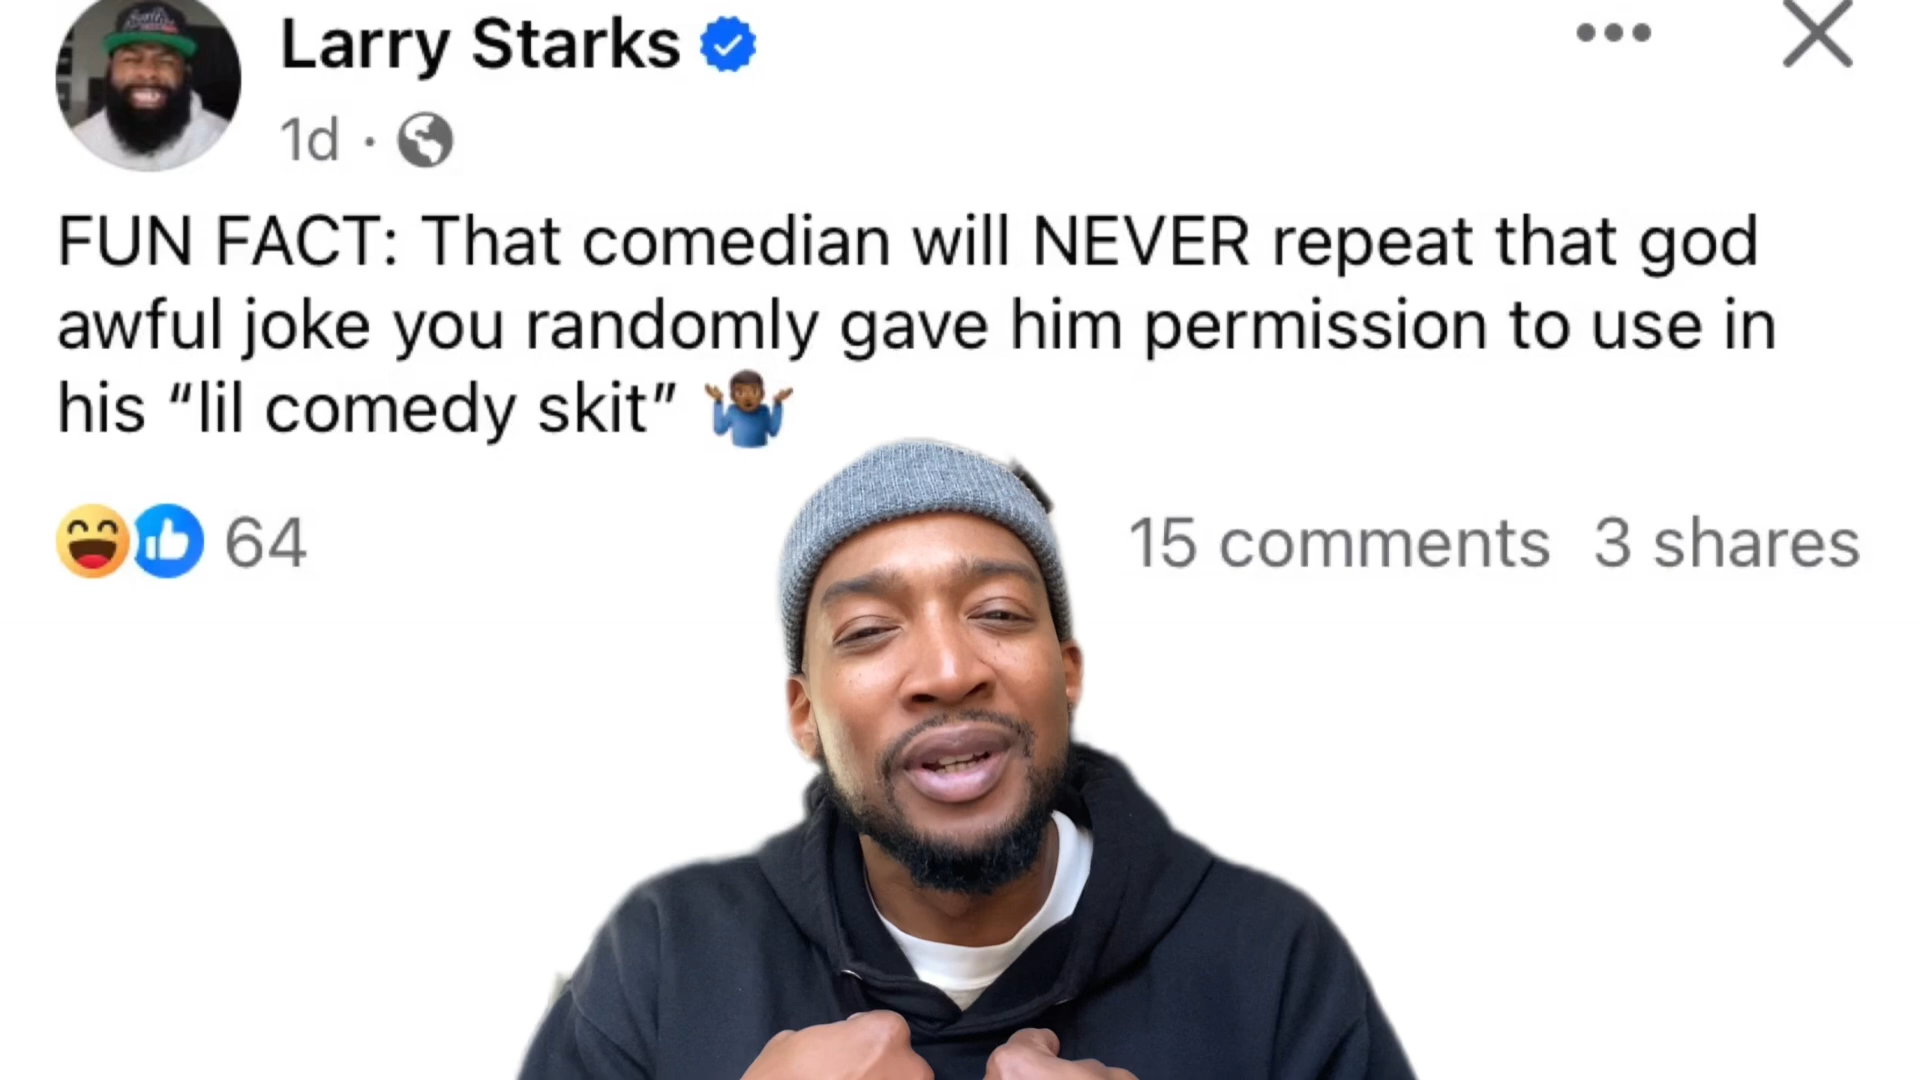 Larry Starks
1d ·
FUN FACT: That comedian will NEVER repeat that god
awful joke you randomly gave him permission to use in
his “lil comedy skit” 🤷🏾‍♂️
64
15 comments 3 shares